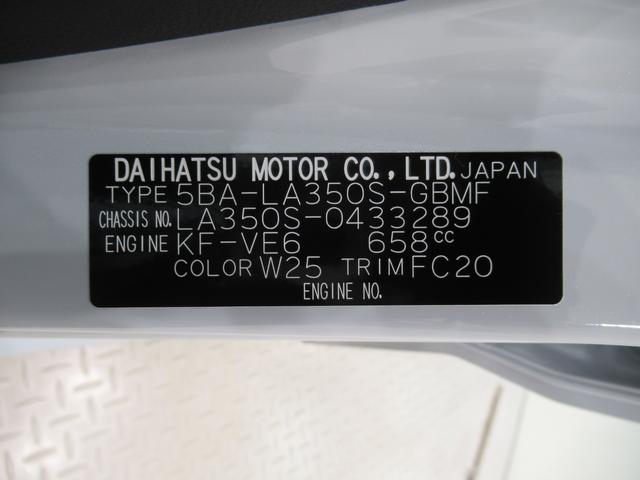 DAIHATSU MOTOR CO.,LTD. JAPAN
TYPE 5BA-LA350S-GBMF
CHASSIS NO. LA350S-0433289
ENGINE KF-VE6 658cc
COLOR W25 TRIM FC20
ENGINE NO.